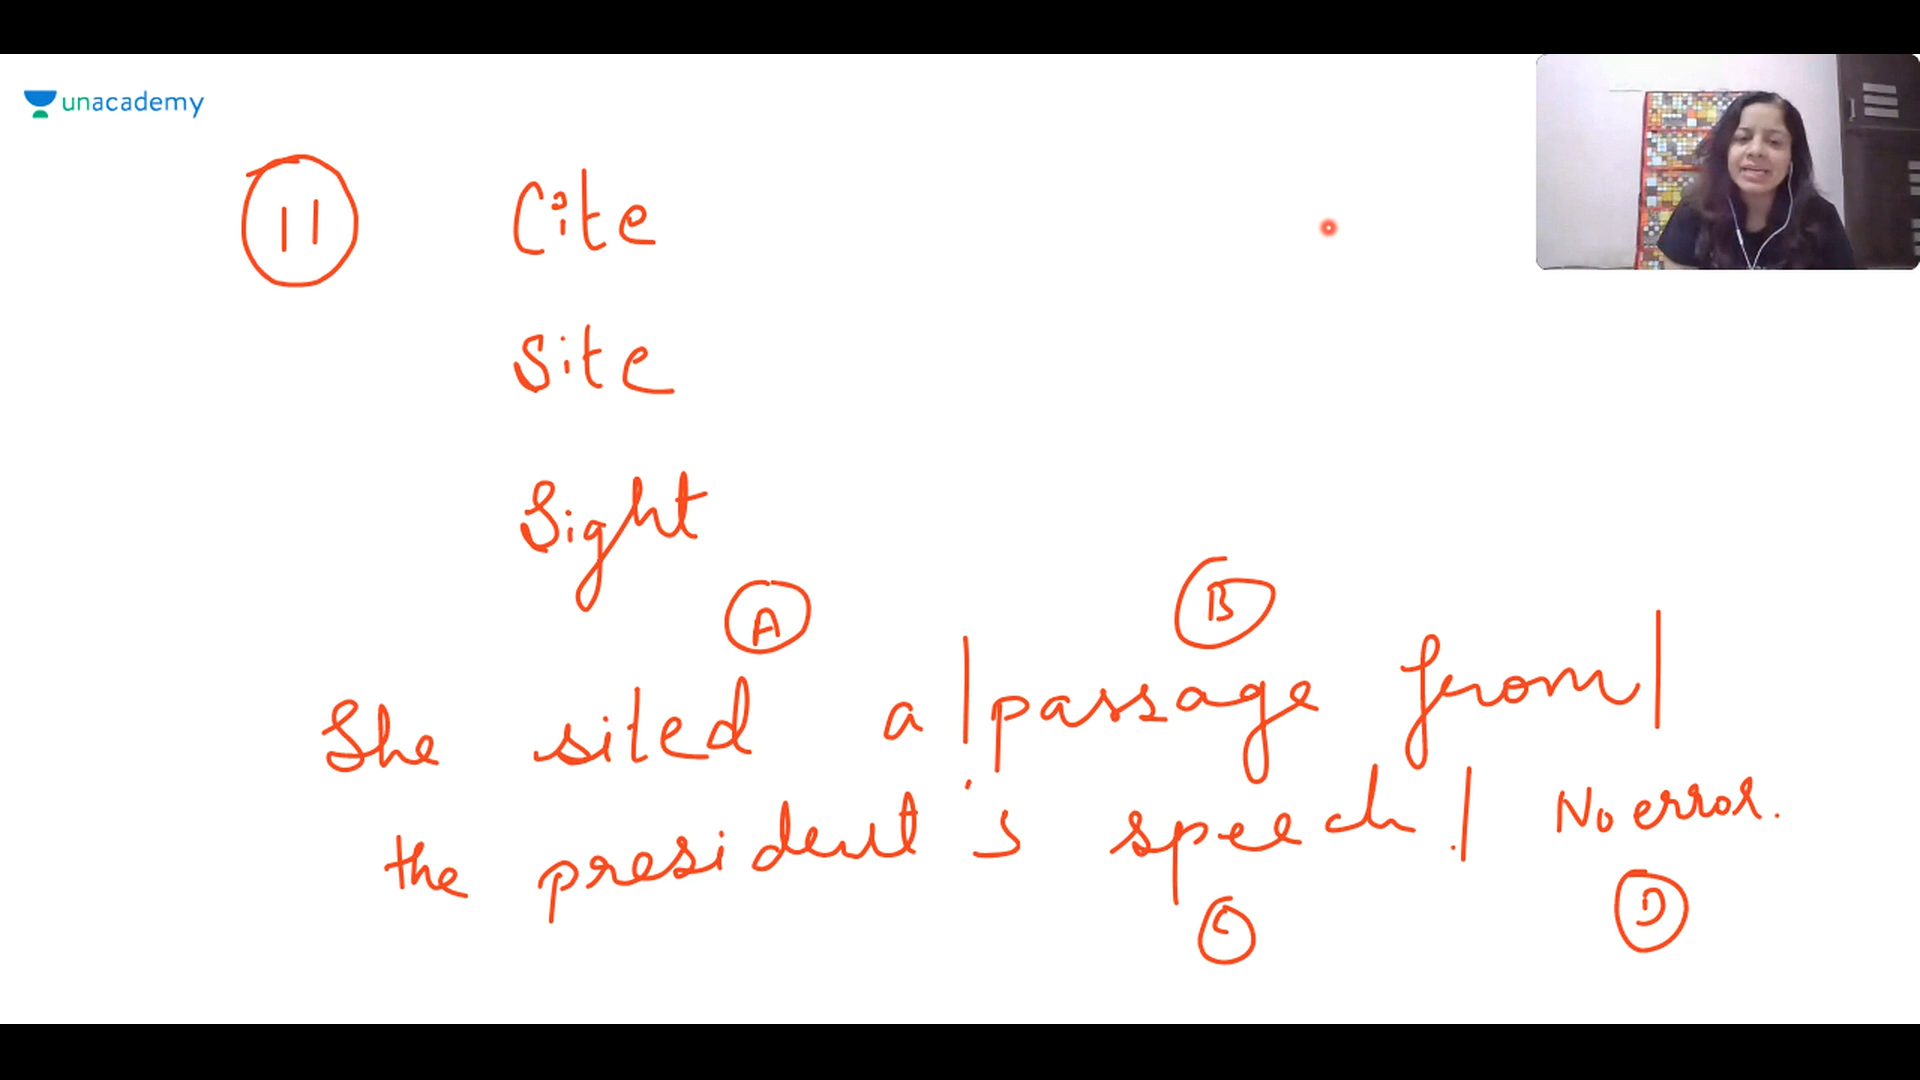 unacademy
11 Cite
Site
Sight
A B
She sited a | passage from |
the president's speech. | No error.
C D